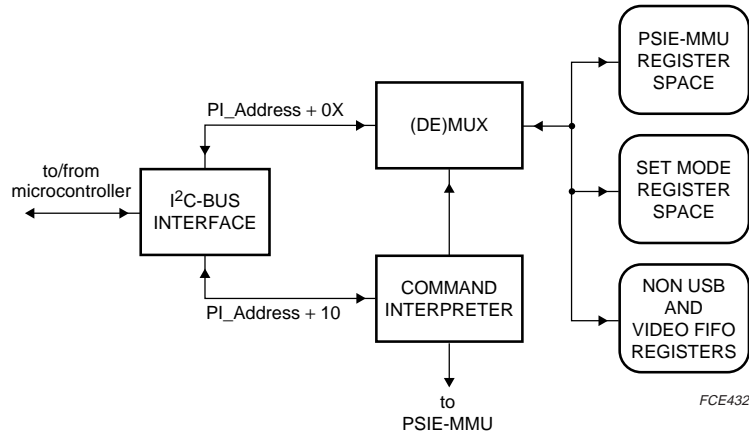 PSIE-MMU
REGISTER
SPACE
PI_Address + 0X
(DE)MUX
to/from
microcontroller
I²C-BUS
INTERFACE
SET MODE
REGISTER
SPACE
COMMAND
INTERPRETER
PI_Address + 10
NON USB
AND
VIDEO FIFO
REGISTERS
to
PSIE-MMU
FCE432